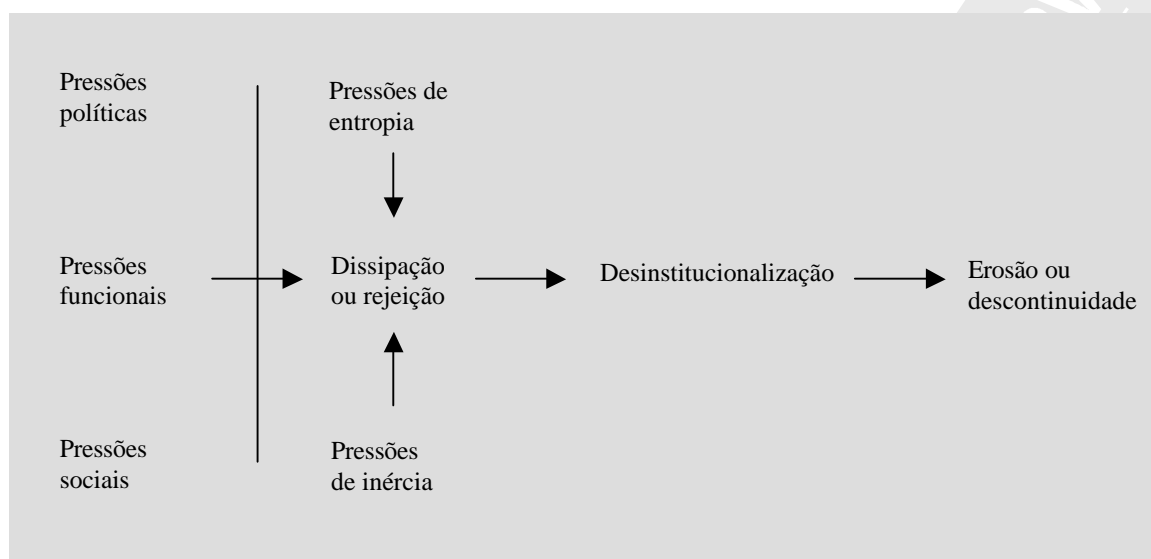 Pressões
políticas
Pressões de
entropia
Pressões
funcionais
Dissipação
ou rejeição
Desinstitucionalização
Erosão ou
descontinuidade
Pressões
sociais
Pressões
de inércia